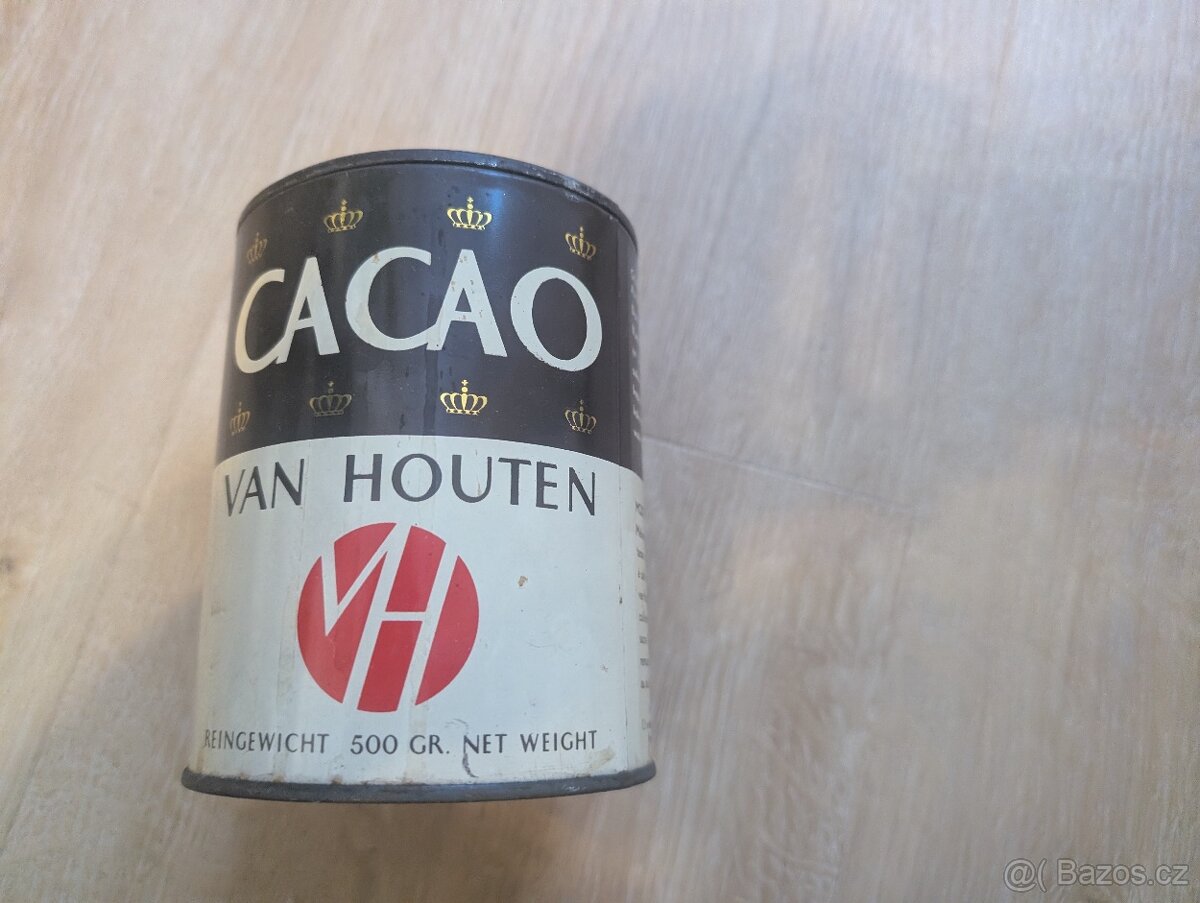 CACAO
VAN HOUTEN
VH
REINGEWICHT 500 GR. NET WEIGHT
@( Bazos.cz